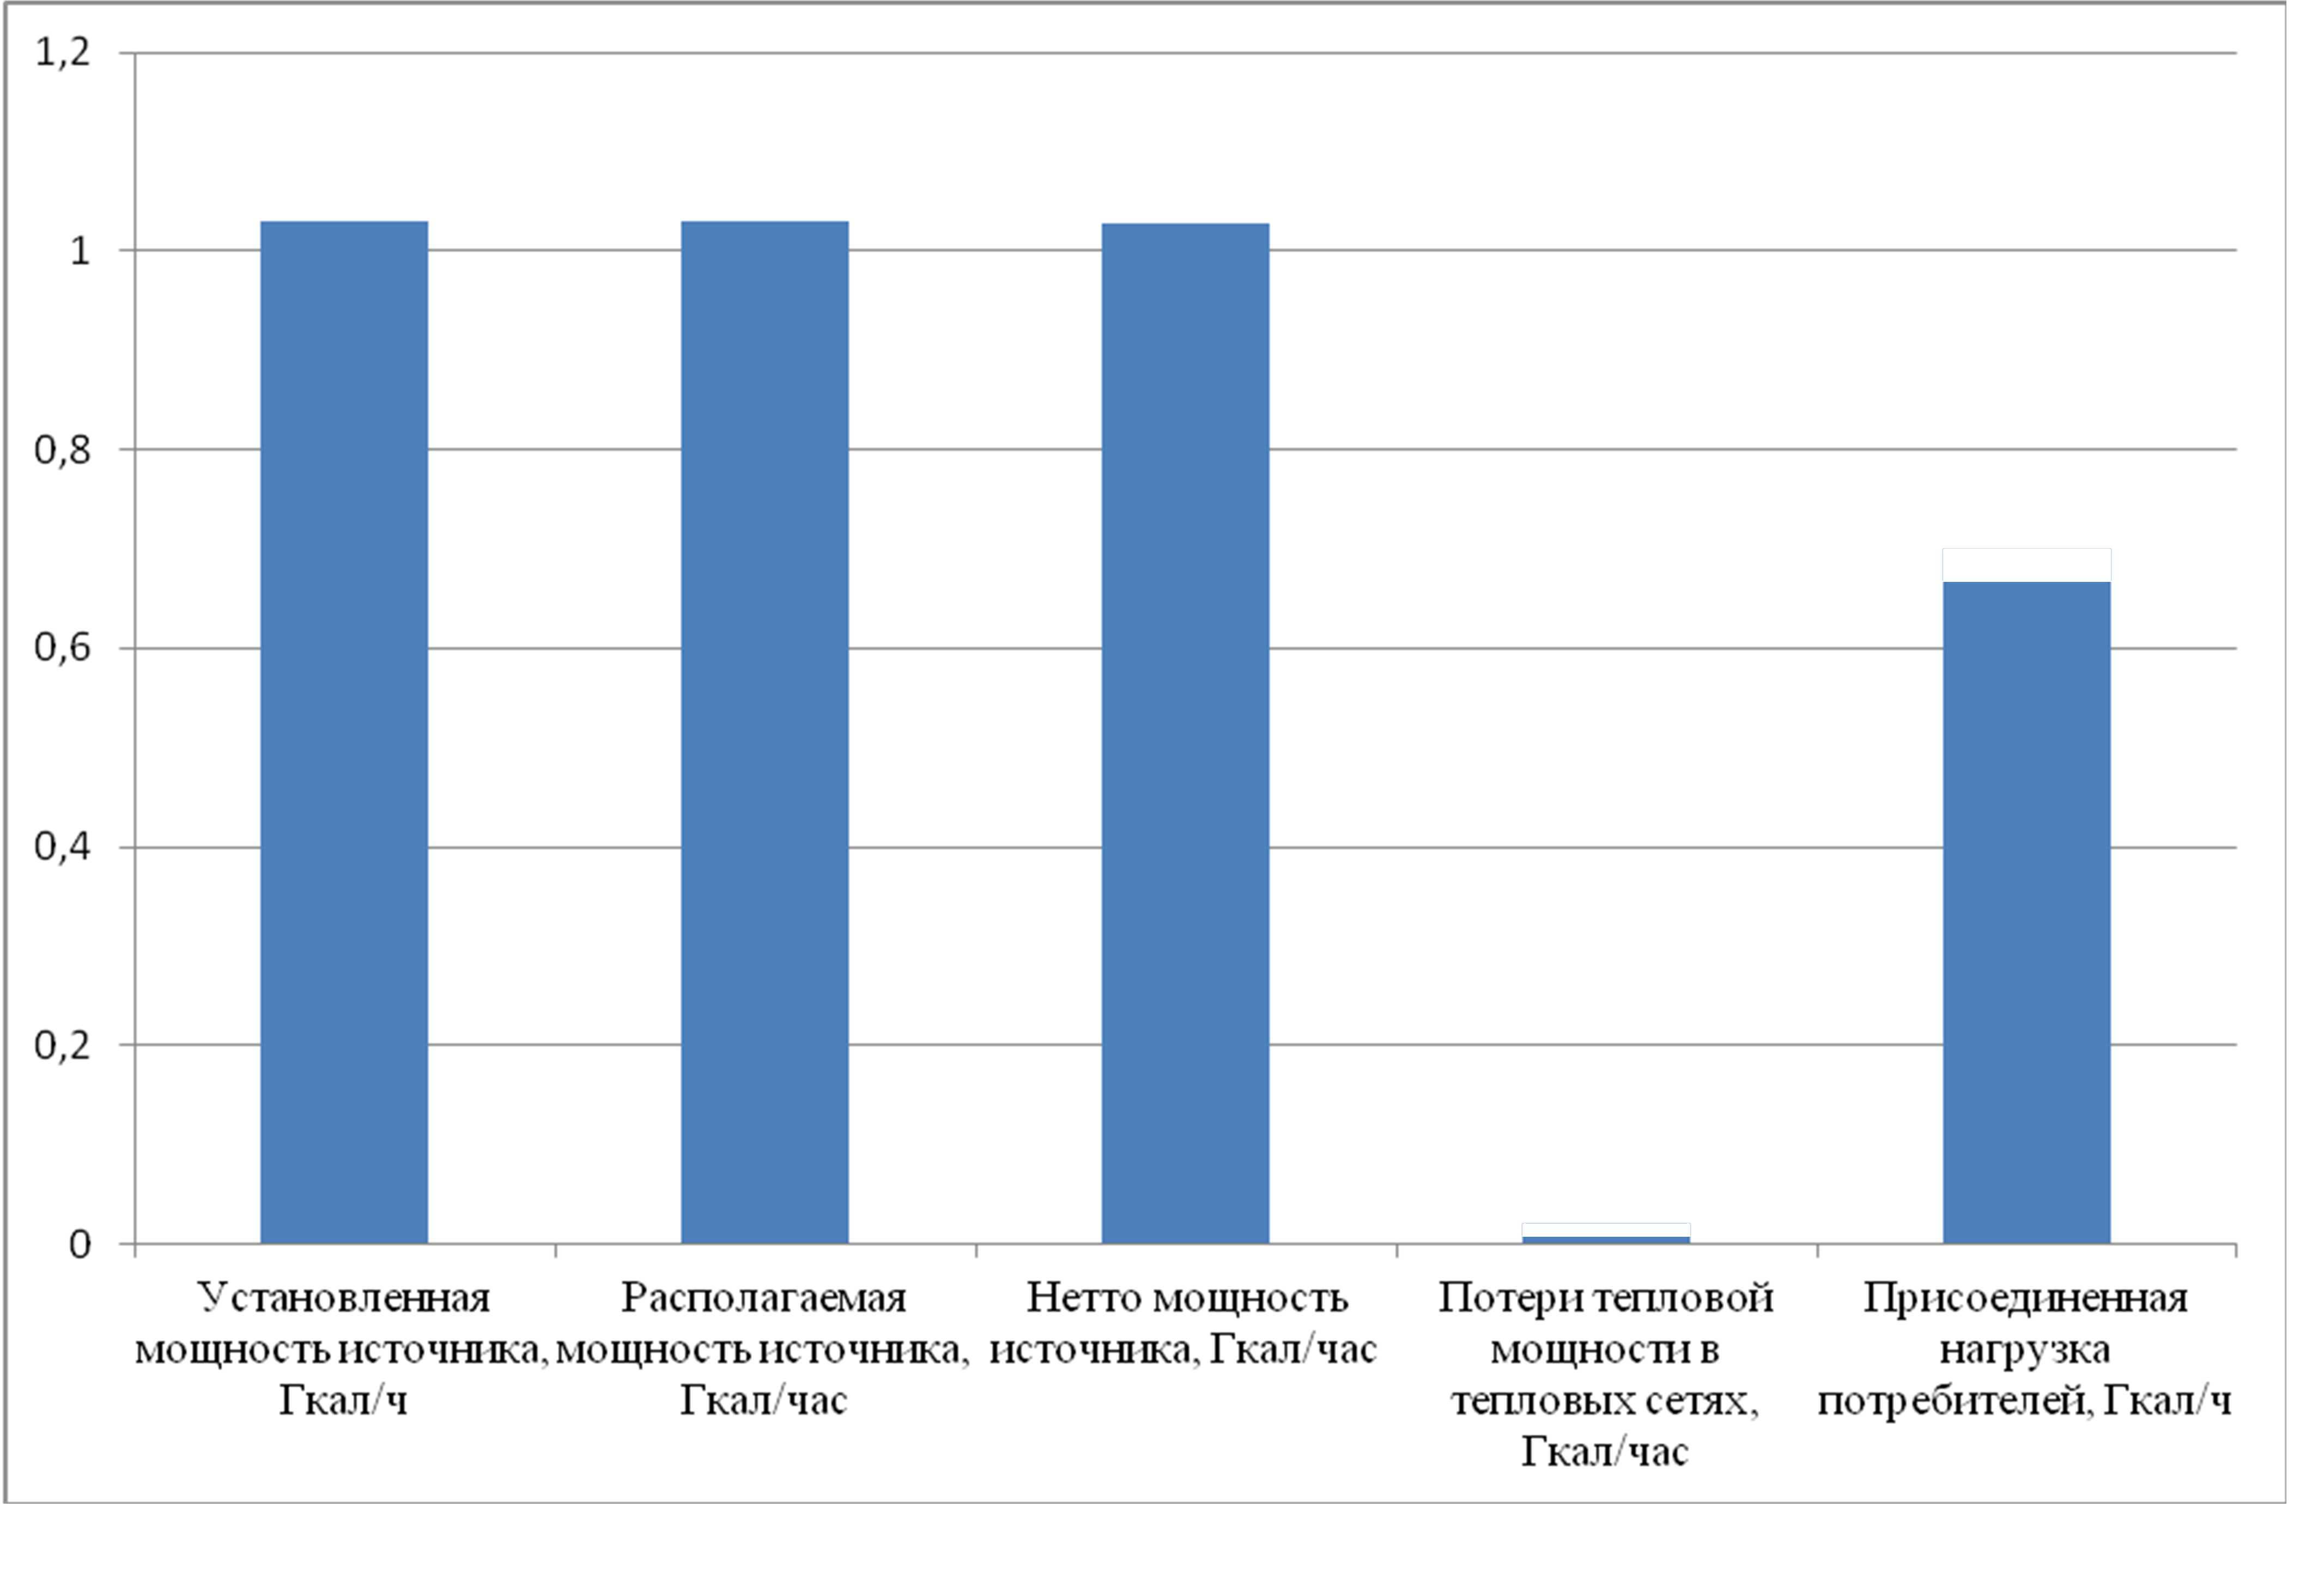 1,2
1
0,8
0,6
0,4
0,2
0
Установленная
мощность источника,
Гкал/ч
Располагаемая
мощность источника,
Гкал/час
Нетто мощность
источника, Гкал/час
Потери тепловой
мощности в
тепловых сетях,
Гкал/час
Присоединенная
нагрузка
потребителей, Гкал/ч